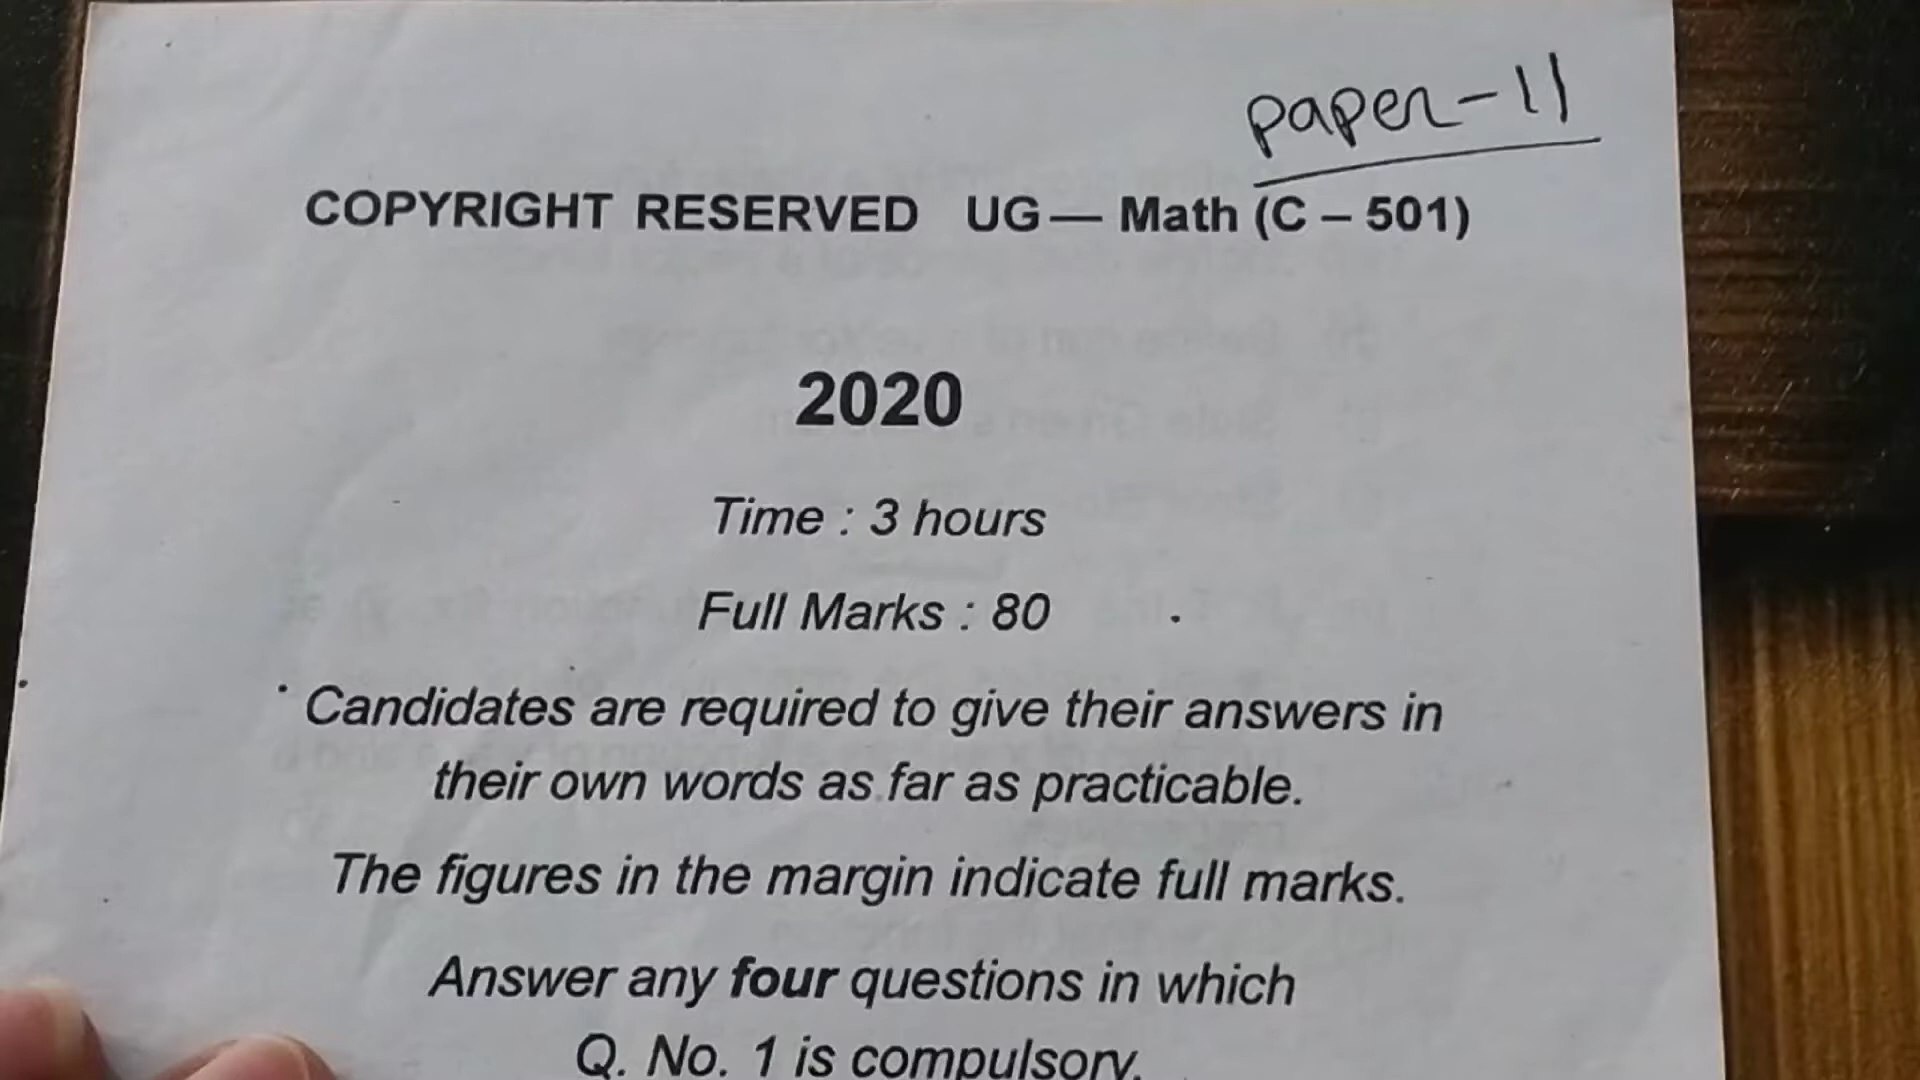 paper-11
COPYRIGHT RESERVED UG— Math (C – 501)
2020
Time : 3 hours
Full Marks : 80
Candidates are required to give their answers in
their own words as far as practicable.
The figures in the margin indicate full marks.
Answer any four questions in which
Q. No. 1 is compulsory.